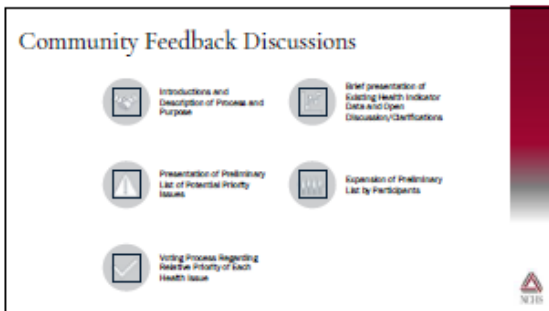 Community Feedback Discussions
Introductions and
Description of Process and
Purpose
Brief presentation of
Existing Health Indicator
Data and Open
Discussion/Clarifications
Presentation of Preliminary
List of Potential Priority
Issues
Expansion of Preliminary
List by Participants
Voting Process Regarding
Relative Priority of Each
Health Issue
NCHS